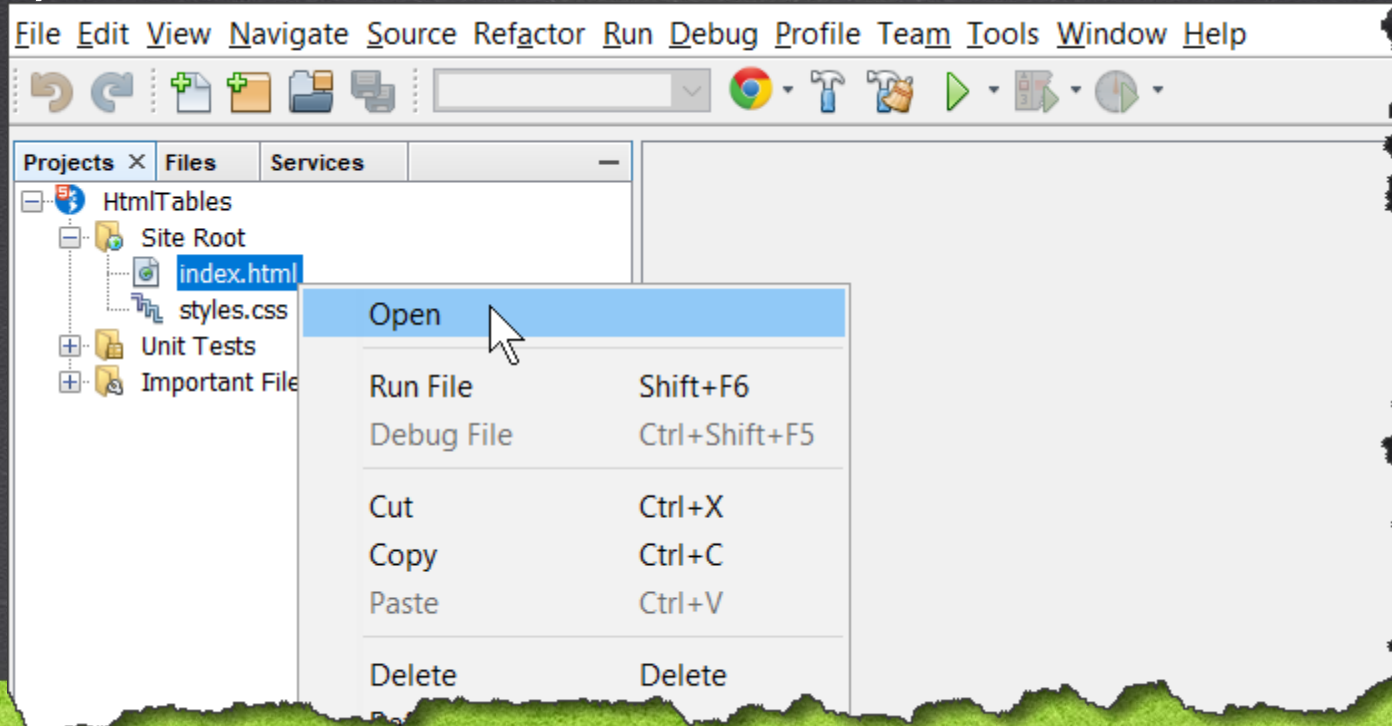 File Edit View Navigate Source Refactor Run Debug Profile Team Tools Window Help
Projects Files Services
HtmlTables
Site Root
index.html
styles.css
Unit Tests
Important File
Open
Run File Shift+F6
Debug File Ctrl+Shift+F5
Cut Ctrl+X
Copy Ctrl+C
Paste Ctrl+V
Delete Delete